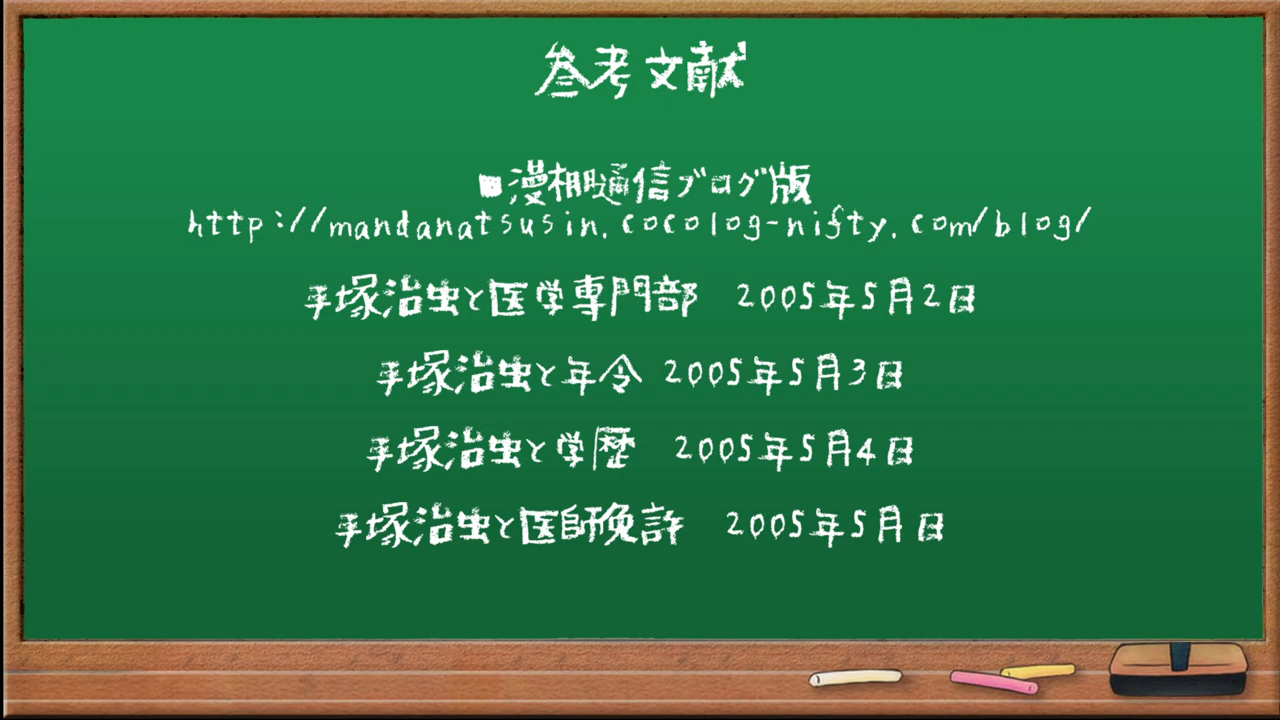 参考文献
■漫棚通信ブログ版
http://mandanatsusin.cocolog-nifty.com/blog/
手塚治虫と医学専門部　2005年5月2日
手塚治虫と年令 2005年5月3日
手塚治虫と学歴　2005年5月4日
手塚治虫と医師免許　2005年5月 日